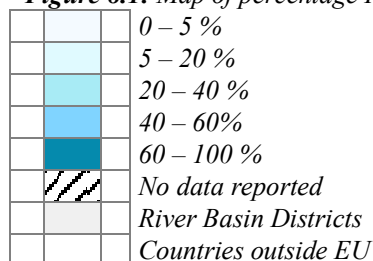 Figure 8.1: Map of percentage
0 – 5 %
5 – 20 %
20 – 40 %
40 – 60%
60 – 100 %
No data reported
River Basin Districts
Countries outside EU